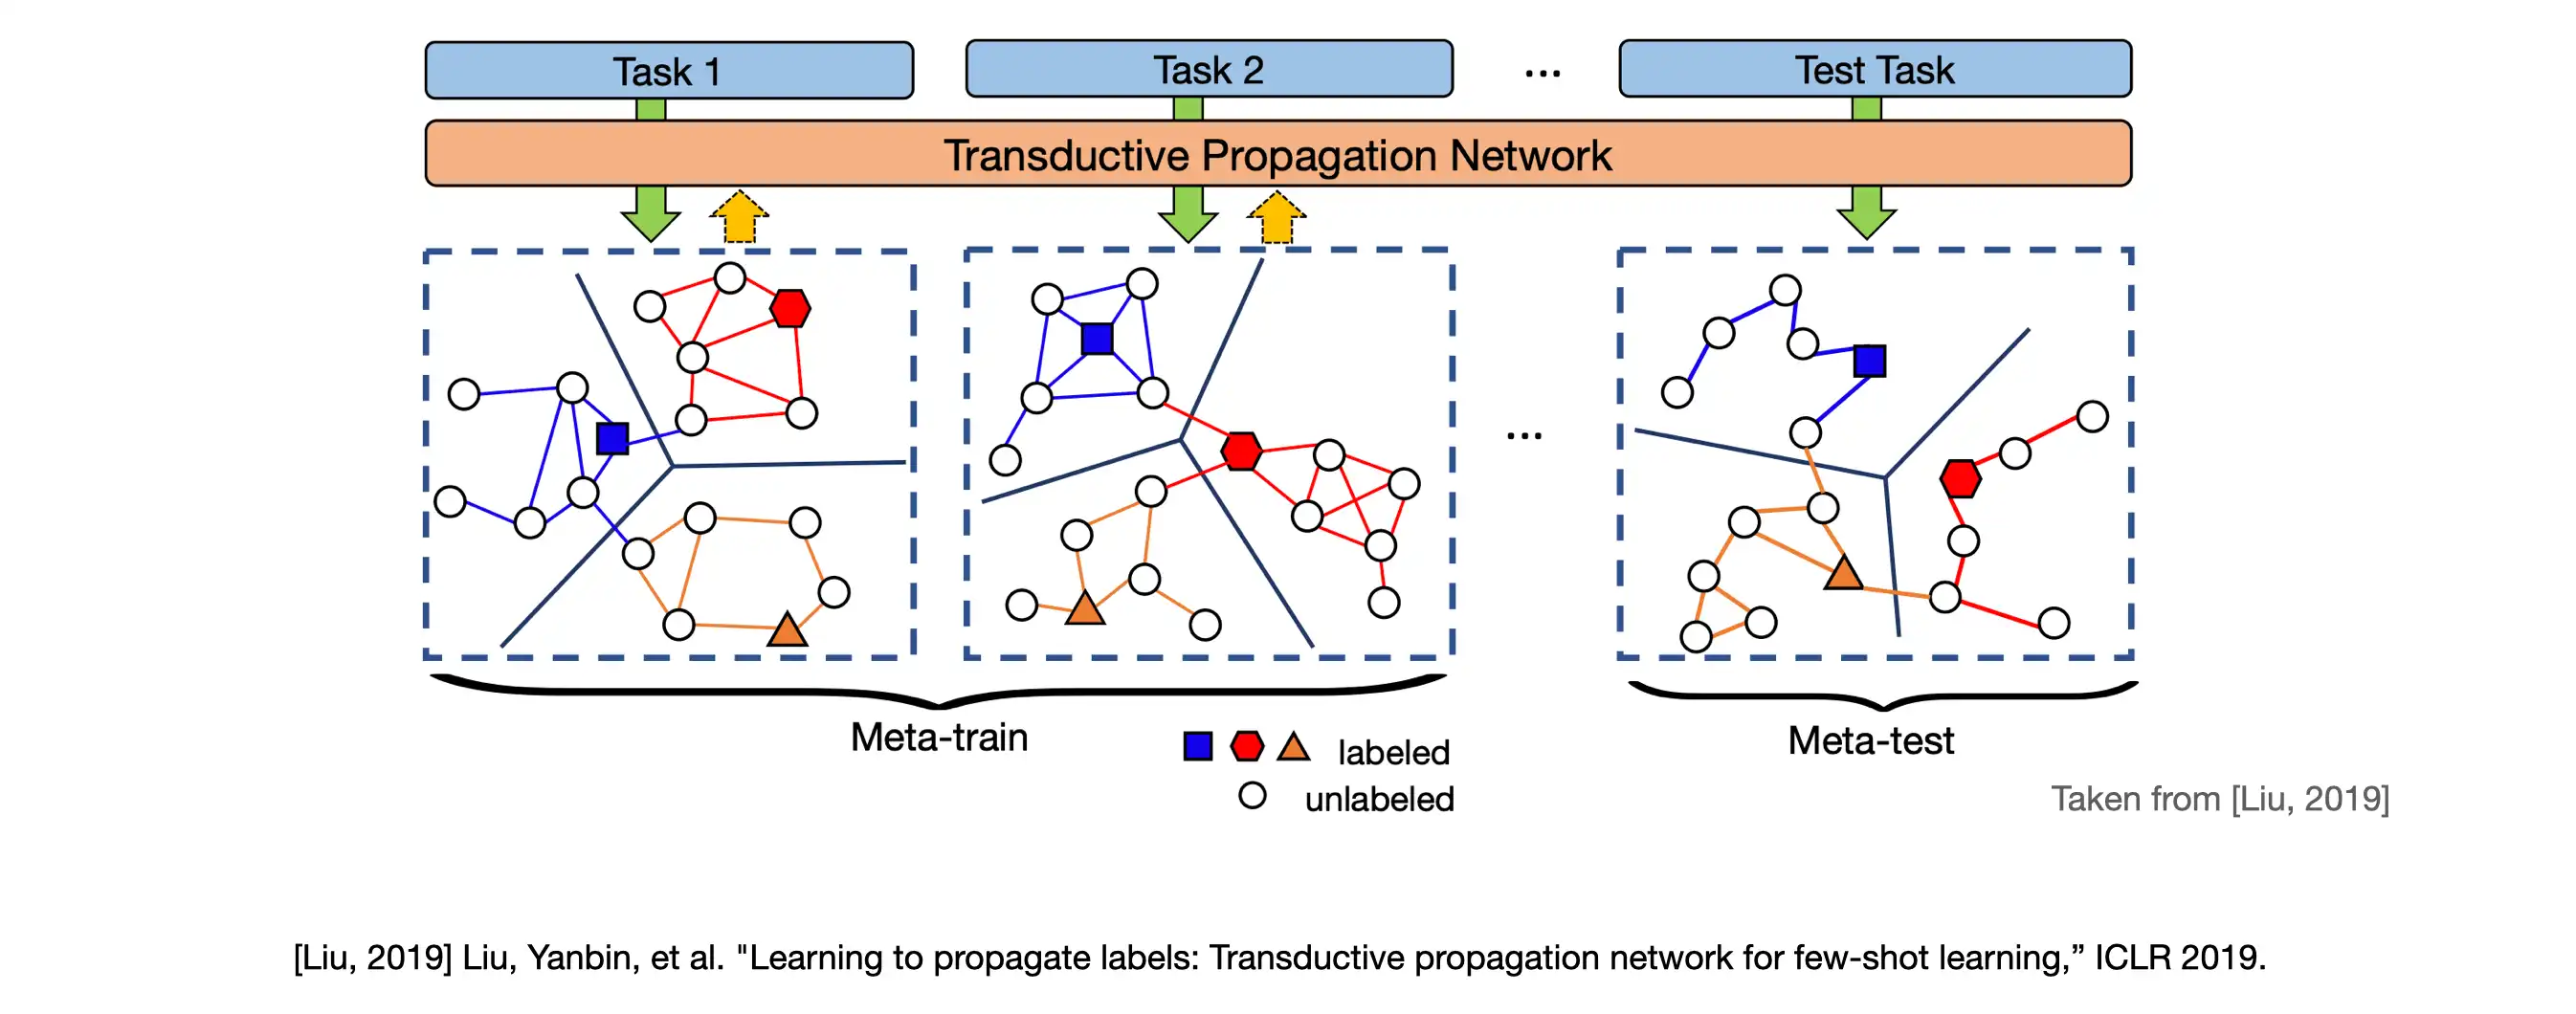 Task 1
Task 2
...
Test Task
Transductive Propagation Network
...
Meta-train
Meta-test
labeled
unlabeled
Taken from [Liu, 2019]
[Liu, 2019] Liu, Yanbin, et al. "Learning to propagate labels: Transductive propagation network for few-shot learning,” ICLR 2019.